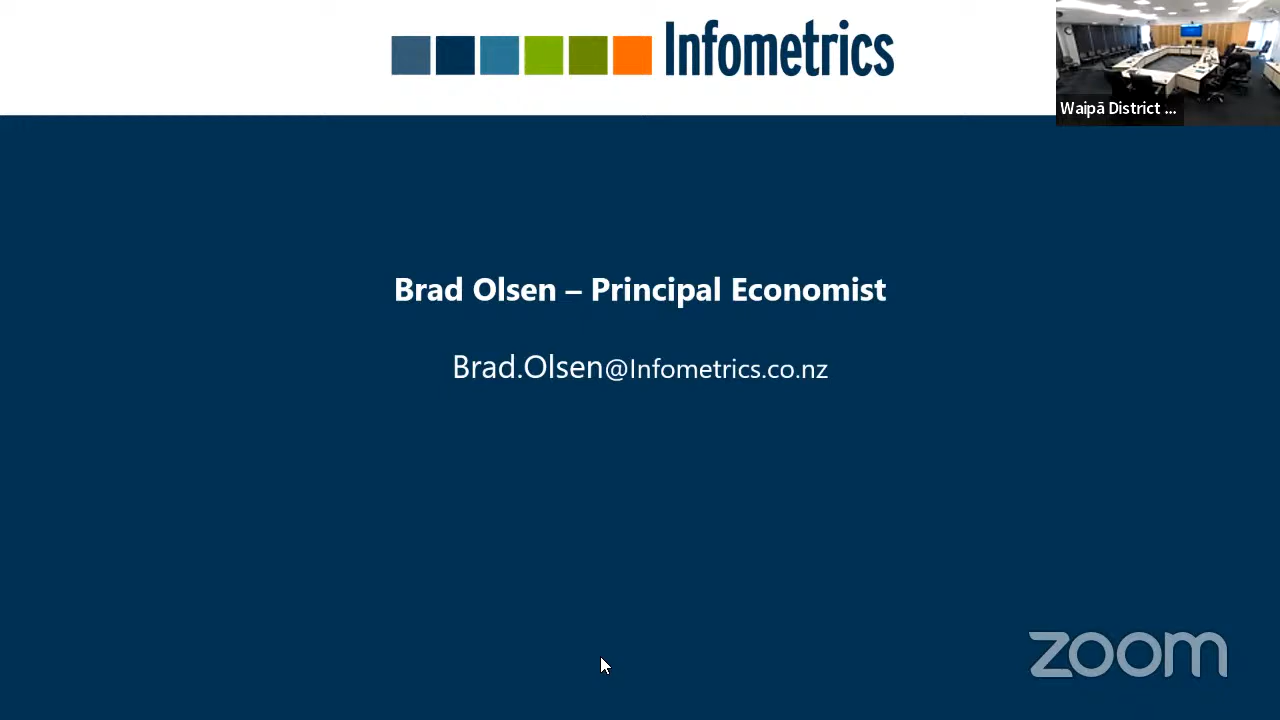 Infometrics
Waipā District ...
Brad Olsen – Principal Economist
Brad.Olsen@Infometrics.co.nz
zoom